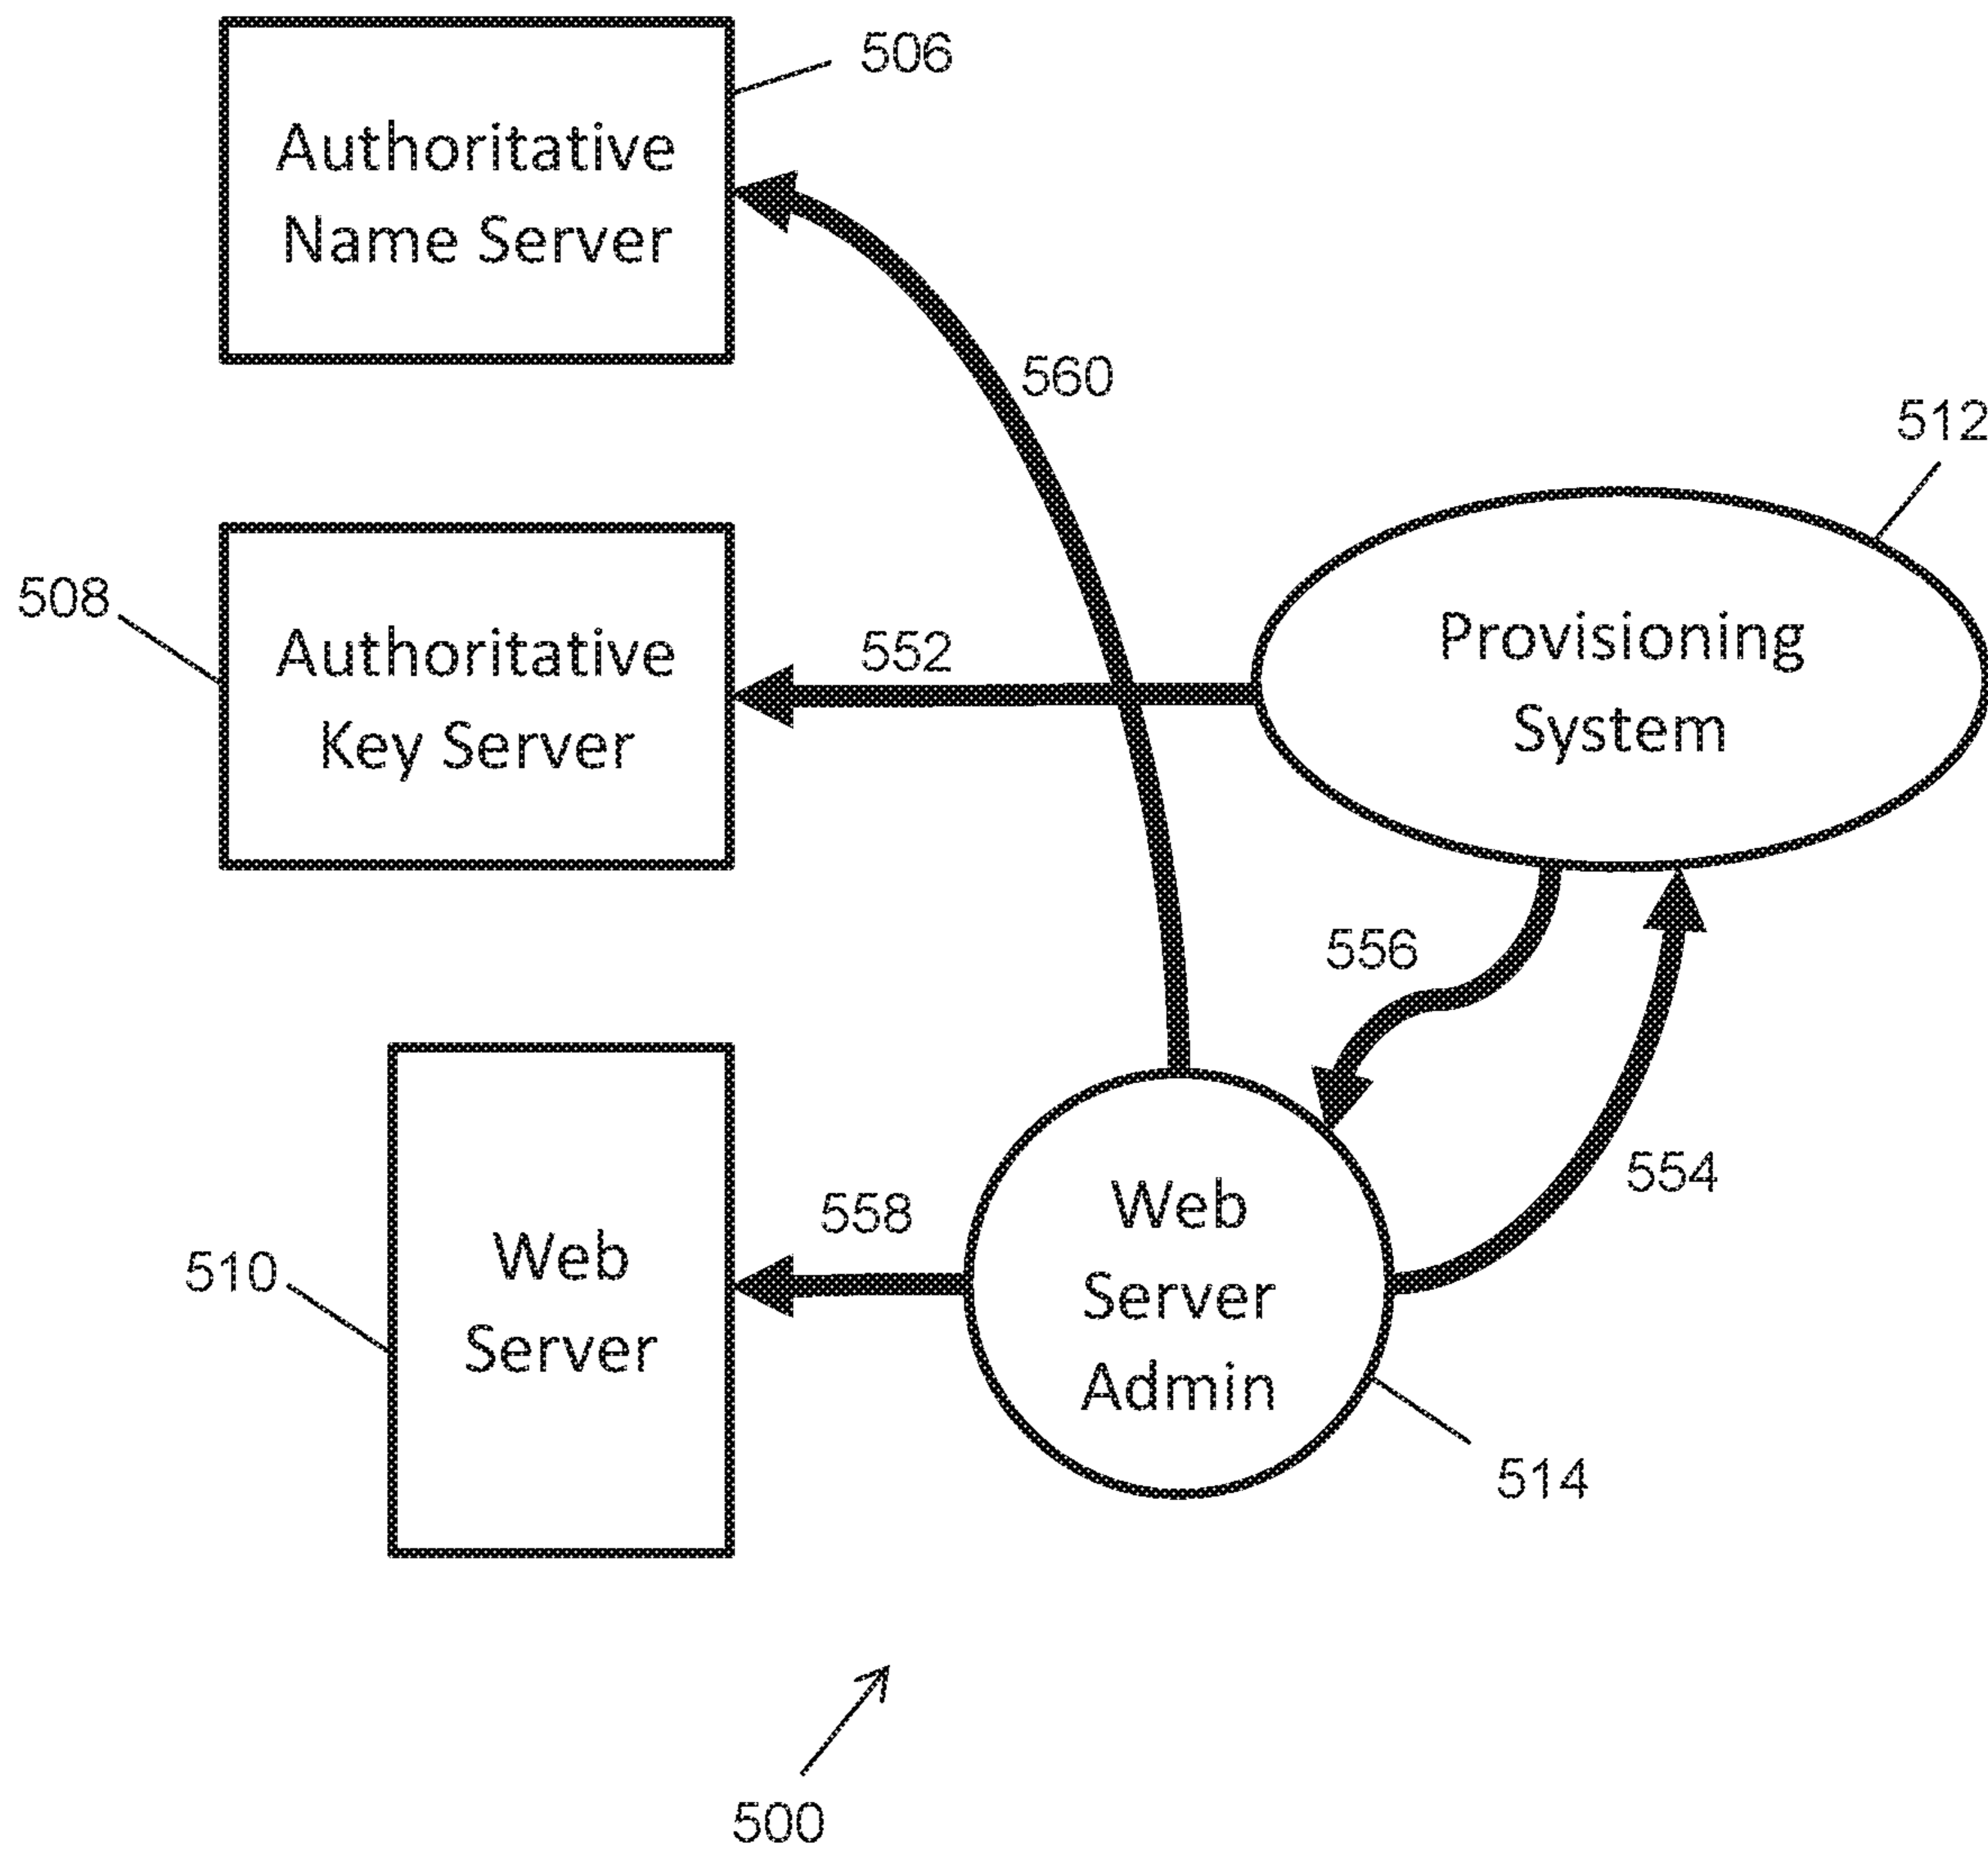 506
Authoritative
Name Server
560
512
508
Authoritative
Key Server
552
Provisioning
System
556
554
558
510
Web
Server
Web
Server
Admin
514
500